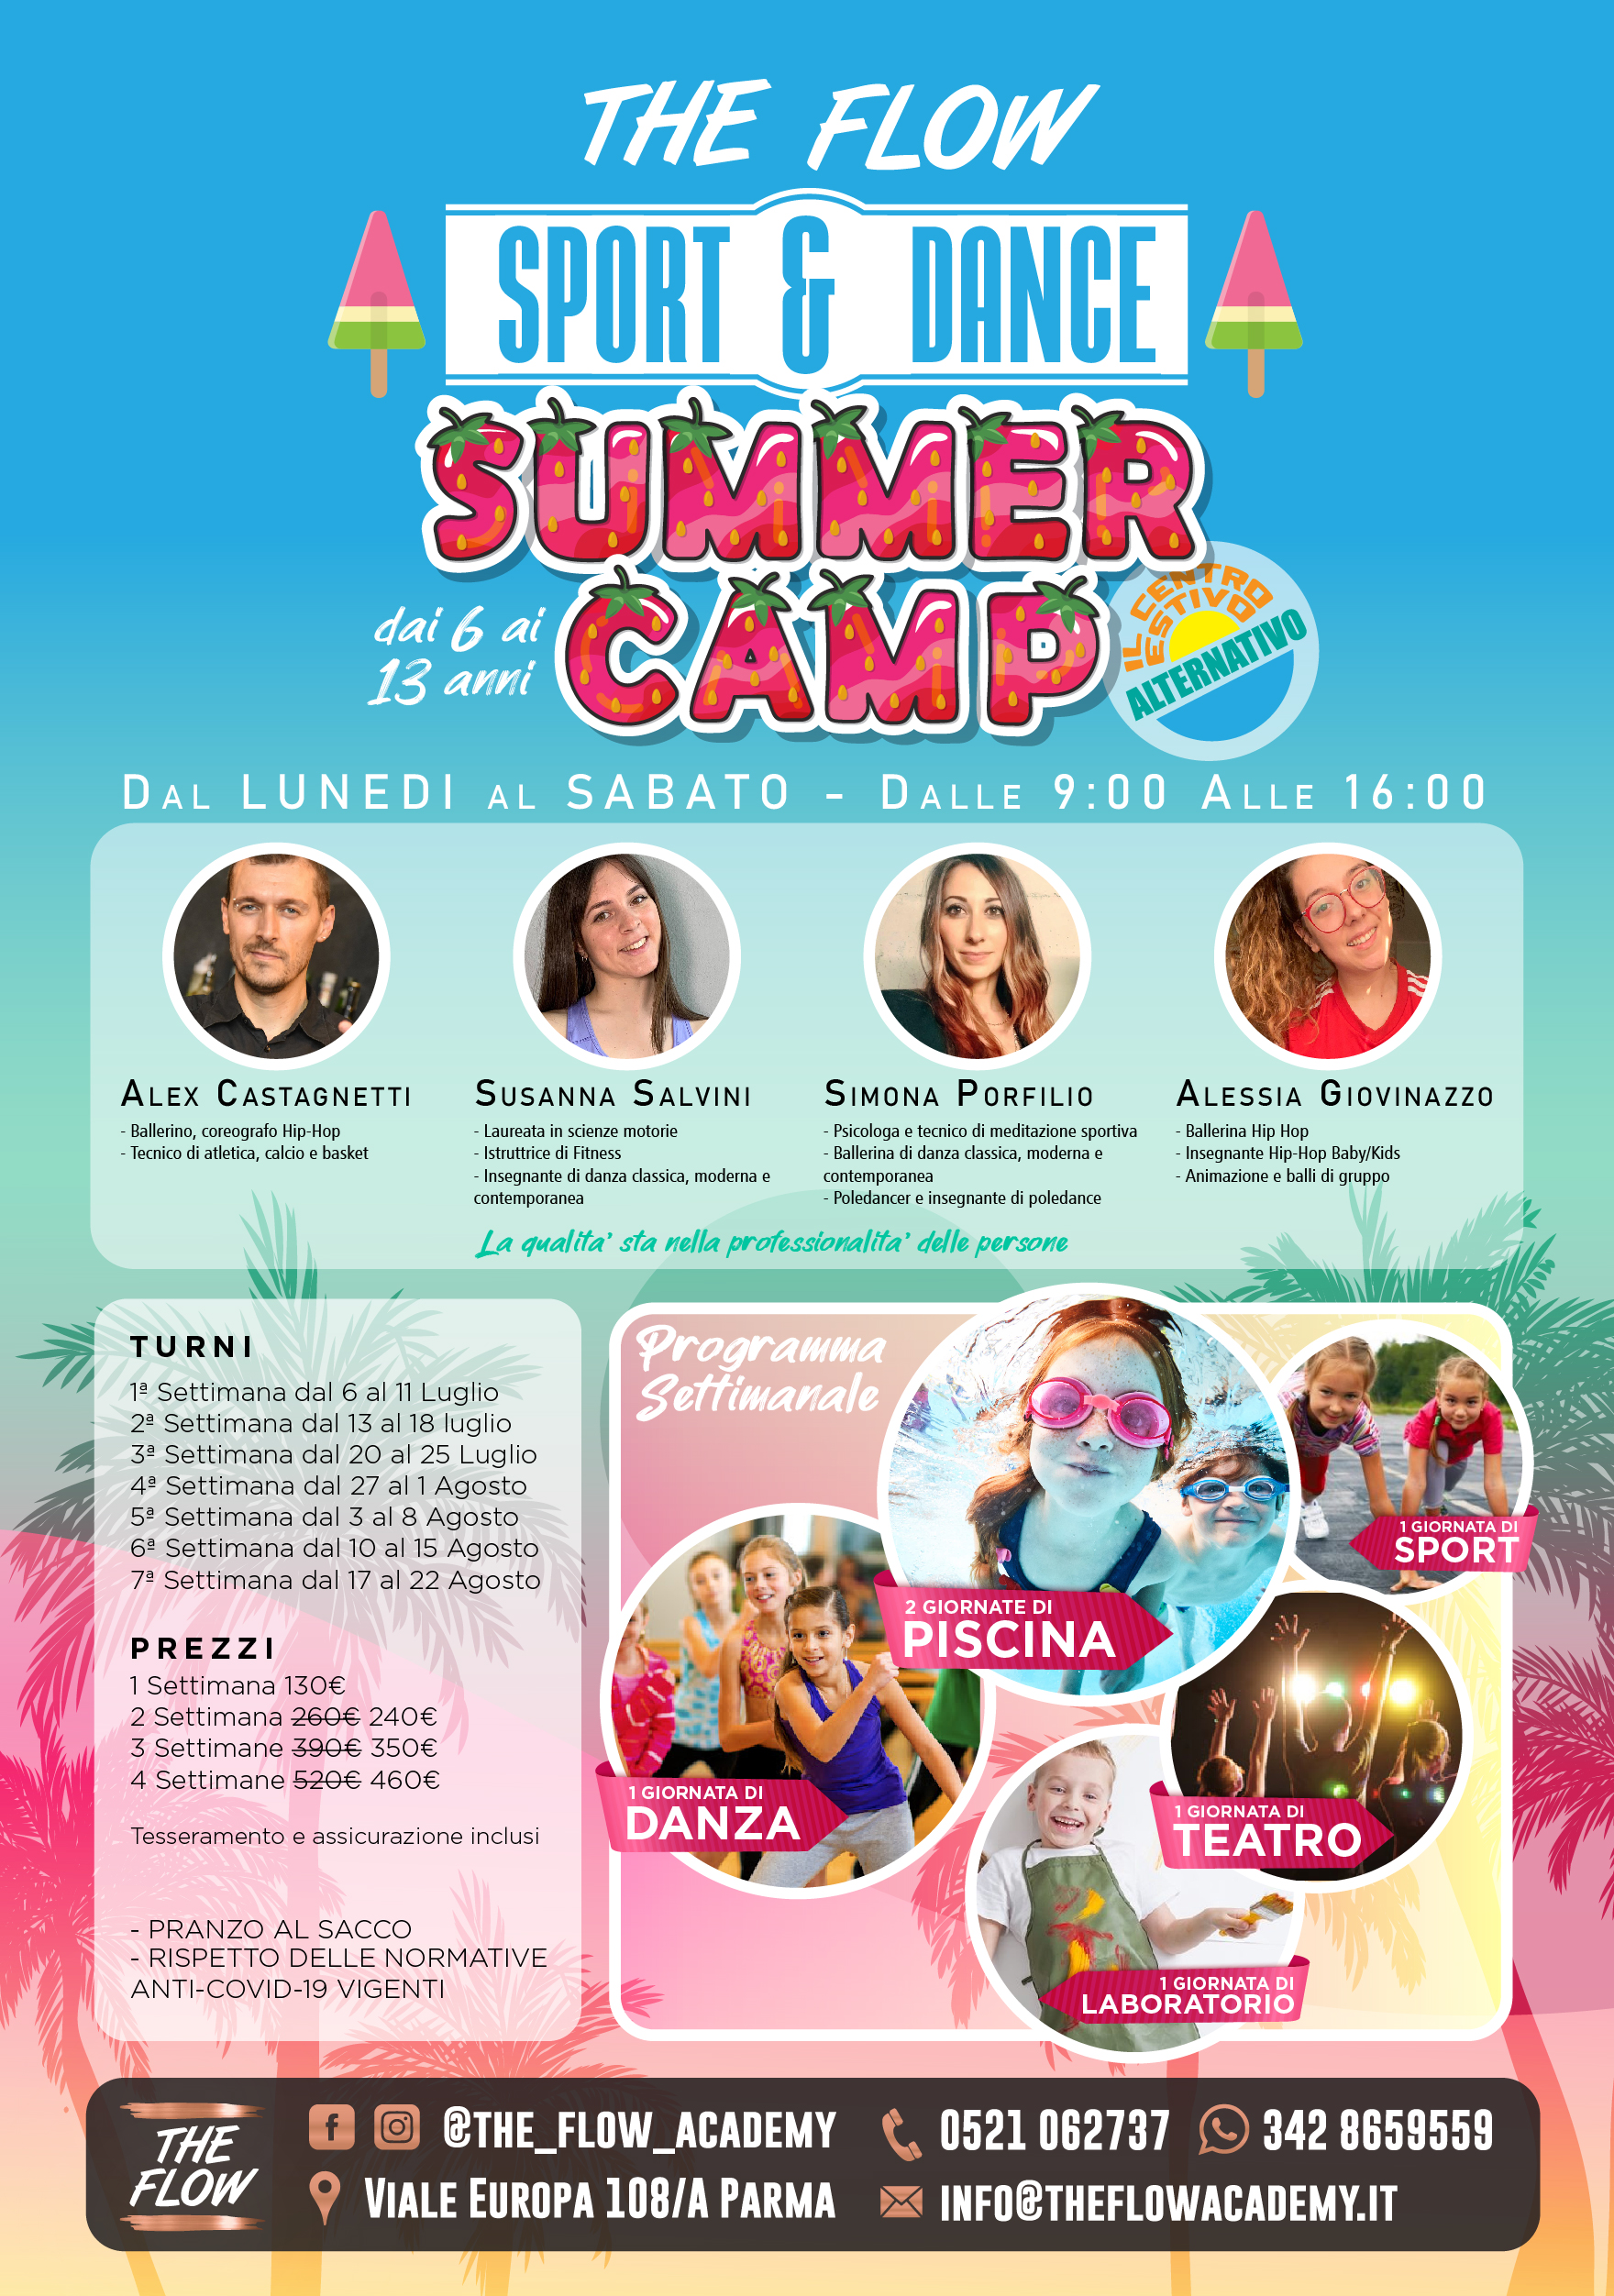 THE FLOW
SPORT & DANCE
SUMMER
CAMP
dai 6 ai
13 anni
IL CENTRO
ESTIVO
ALTERNATIVO
DAL LUNEDI AL SABATO - DALLE 9:00 ALLE 16:00
ALEX CASTAGNETTI
- Ballerino, coreografo Hip-Hop
- Tecnico di atletica, calcio e basket
SUSANNA SALVINI
- Laureata in scienze motorie
- Istruttrice di Fitness
- Insegnante di danza classica, moderna e
contemporanea
SIMONA PORFILIO
- Psicologa e tecnico di meditazione sportiva
- Ballerina di danza classica, moderna e
contemporanea
- Poledancer e insegnante di poledance
ALESSIA GIOVINAZZO
- Ballerina Hip Hop
- Insegnante Hip-Hop Baby/Kids
- Animazione e balli di gruppo
La qualita' sta nella professionalita' delle persone
TURNI
1ª Settimana dal 6 al 11 Luglio
2ª Settimana dal 13 al 18 luglio
3ª Settimana dal 20 al 25 Luglio
4ª Settimana dal 27 al 1 Agosto
5ª Settimana dal 3 al 8 Agosto
6ª Settimana dal 10 al 15 Agosto
7ª Settimana dal 17 al 22 Agosto
PREZZI
1 Settimana 130€
2 Settimana 260€ 240€
3 Settimane 390€ 350€
4 Settimane 520€ 460€
Tesseramento e assicurazione inclusi
- PRANZO AL SACCO
- RISPETTO DELLE NORMATIVE
ANTI-COVID-19 VIGENTI
Programma
Settimanale
1 GIORNATA DI
SPORT
2 GIORNATE DI
PISCINA
1 GIORNATA DI
DANZA
1 GIORNATA DI
TEATRO
1 GIORNATA DI
LABORATORIO
THE
FLOW
@THE_FLOW_ACADEMY
0521 062737
342 8659559
VIALE EUROPA 108/A PARMA
INFO@THEFLOWACADEMY.IT